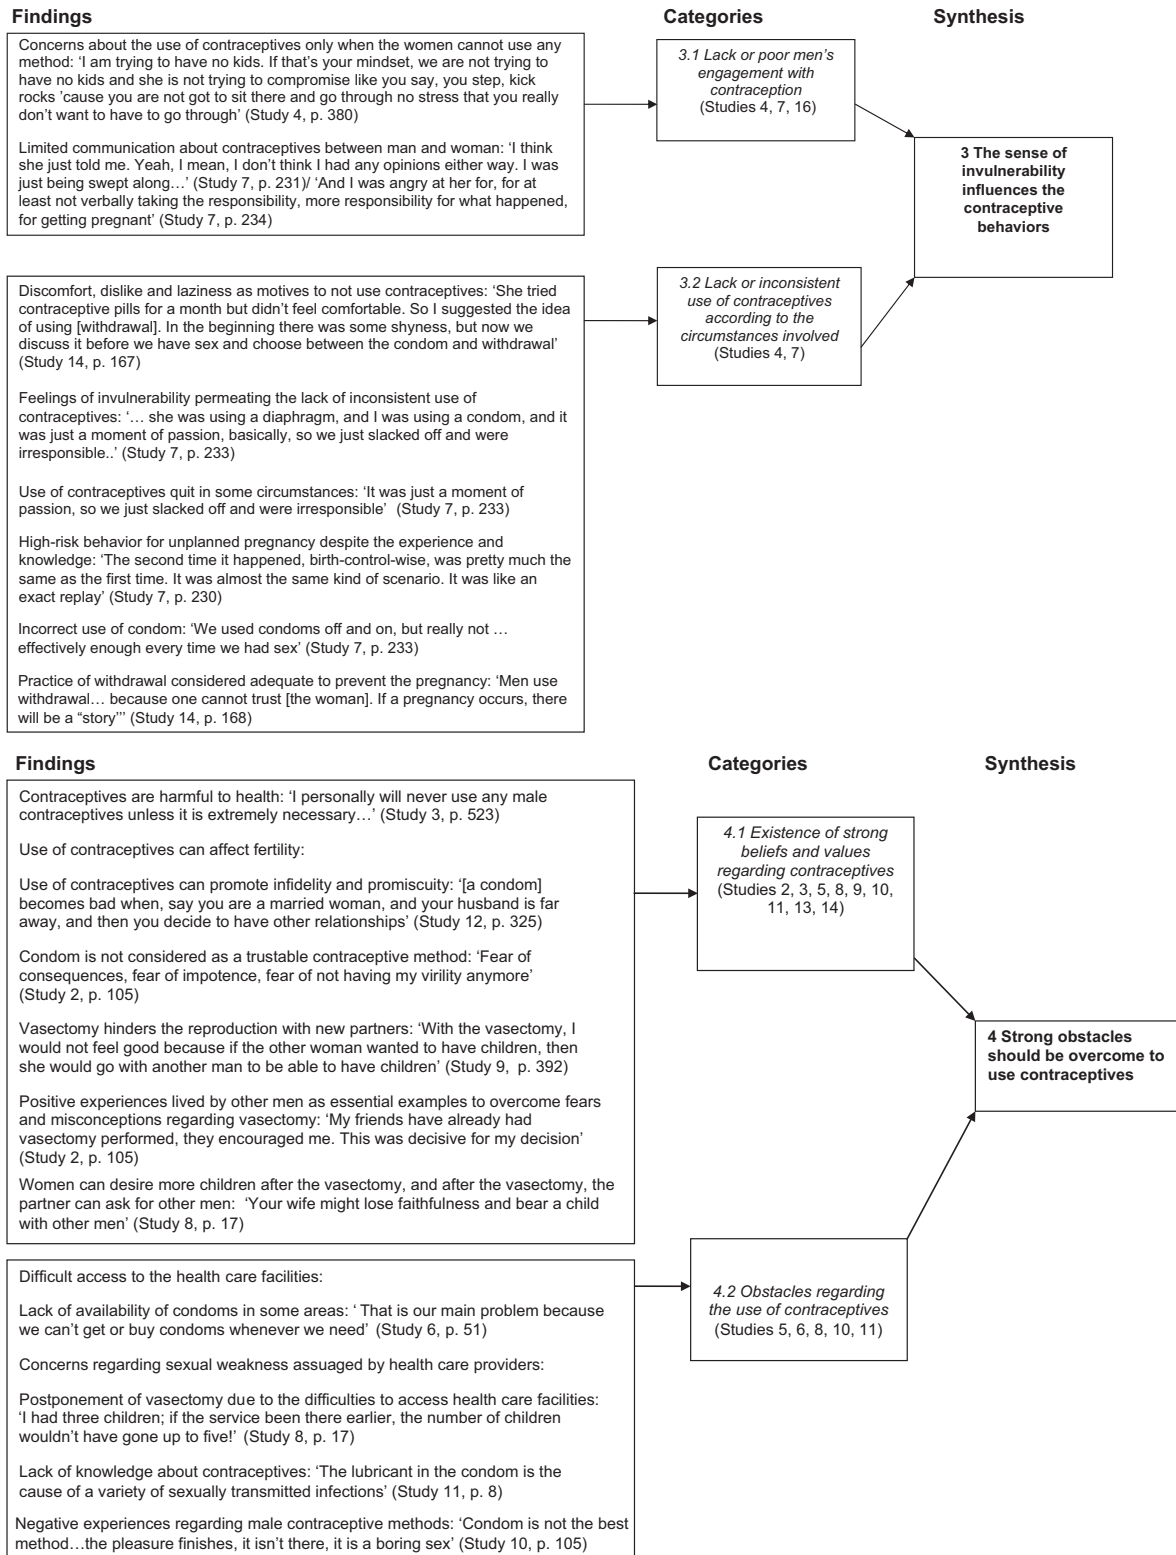 Findings
Categories
Synthesis
Concerns about the use of contraceptives only when the women cannot use any
method: ‘I am trying to have no kids. If that’s your mindset, we are not trying to
have no kids and she is not trying to compromise like you say, you step, kick
rocks ’cause you are not got to sit there and go through no stress that you really
don’t want to have to go through’ (Study 4, p. 380)
Limited communication about contraceptives between man and woman: ‘I think
she just told me. Yeah, I mean, I don’t think I had any opinions either way. I was
just being swept along…’ (Study 7, p. 231)/ ‘And I was angry at her for, for at
least not verbally taking the responsibility, more responsibility for what happened,
for getting pregnant’ (Study 7, p. 234)
3.1 Lack or poor men’s
engagement with
contraception
(Studies 4, 7, 16)
3 The sense of
invulnerability
influences the
contraceptive
behaviors
Discomfort, dislike and laziness as motives to not use contraceptives: ‘She tried
contraceptive pills for a month but didn’t feel comfortable. So I suggested the idea
of using [withdrawal]. In the beginning there was some shyness, but now we
discuss it before we have sex and choose between the condom and withdrawal’
(Study 14, p. 167)
Feelings of invulnerability permeating the lack of inconsistent use of
contraceptives: ‘… she was using a diaphragm, and I was using a condom, and it
was just a moment of passion, basically, so we just slacked off and were
irresponsible..’ (Study 7, p. 233)
Use of contraceptives quit in some circumstances: ‘It was just a moment of
passion, so we just slacked off and were irresponsible’ (Study 7, p. 233)
High-risk behavior for unplanned pregnancy despite the experience and
knowledge: ‘The second time it happened, birth-control-wise, was pretty much the
same as the first time. It was almost the same kind of scenario. It was like an
exact replay’ (Study 7, p. 230)
Incorrect use of condom: ‘We used condoms off and on, but really not …
effectively enough every time we had sex’ (Study 7, p. 233)
Practice of withdrawal considered adequate to prevent the pregnancy: ‘Men use
withdrawal… because one cannot trust [the woman]. If a pregnancy occurs, there
will be a “story”’ (Study 14, p. 168)
3.2 Lack or inconsistent
use of contraceptives
according to the
circumstances involved
(Studies 4, 7)
Findings
Categories
Synthesis
Contraceptives are harmful to health: ‘I personally will never use any male
contraceptives unless it is extremely necessary…’ (Study 3, p. 523)
Use of contraceptives can affect fertility:
Use of contraceptives can promote infidelity and promiscuity: ‘[a condom]
becomes bad when, say you are a married woman, and your husband is far
away, and then you decide to have other relationships’ (Study 12, p. 325)
Condom is not considered as a trustable contraceptive method: ‘Fear of
consequences, fear of impotence, fear of not having my virility anymore’
(Study 2, p. 105)
Vasectomy hinders the reproduction with new partners: ‘With the vasectomy, I
would not feel good because if the other woman wanted to have children, then
she would go with another man to be able to have children’ (Study 9, p. 392)
Positive experiences lived by other men as essential examples to overcome fears
and misconceptions regarding vasectomy: ‘My friends have already had
vasectomy performed, they encouraged me. This was decisive for my decision’
(Study 2, p. 105)
Women can desire more children after the vasectomy, and after the vasectomy, the
partner can ask for other men: ‘Your wife might lose faithfulness and bear a child
with other men’ (Study 8, p. 17)
4.1 Existence of strong
beliefs and values
regarding contraceptives
(Studies 2, 3, 5, 8, 9, 10,
11, 13, 14)
4 Strong obstacles
should be overcome to
use contraceptives
Difficult access to the health care facilities:
Lack of availability of condoms in some areas: ‘ That is our main problem because
we can’t get or buy condoms whenever we need’ (Study 6, p. 51)
Concerns regarding sexual weakness assuaged by health care providers:
Postponement of vasectomy due to the difficulties to access health care facilities:
‘I had three children; if the service been there earlier, the number of children
wouldn’t have gone up to five!’ (Study 8, p. 17)
Lack of knowledge about contraceptives: ‘The lubricant in the condom is the
cause of a variety of sexually transmitted infections’ (Study 11, p. 8)
Negative experiences regarding male contraceptive methods: ‘Condom is not the best
method…the pleasure finishes, it isn’t there, it is a boring sex’ (Study 10, p. 105)
4.2 Obstacles regarding
the use of contraceptives
(Studies 5, 6, 8, 10, 11)